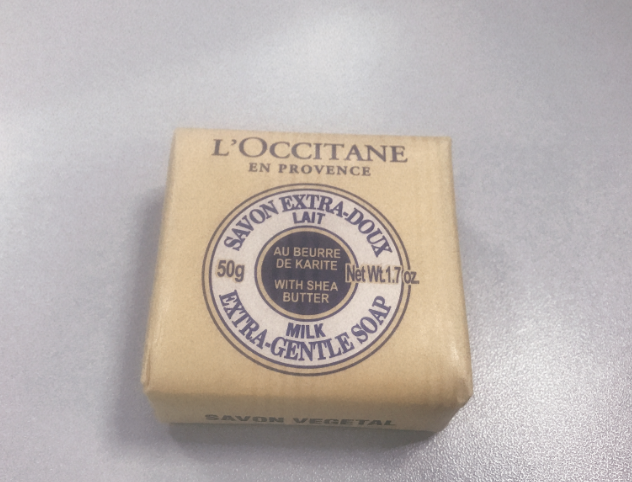 L'OCCITANE
EN PROVENCE
SAVON EXTRA-DOUX
LAIT
AU BEURRE
DE KARITE
50g
Net Wt.1.7 oz.
WITH SHEA
BUTTER
MILK
EXTRA-GENTLE SOAP
SAVON VEGETAL